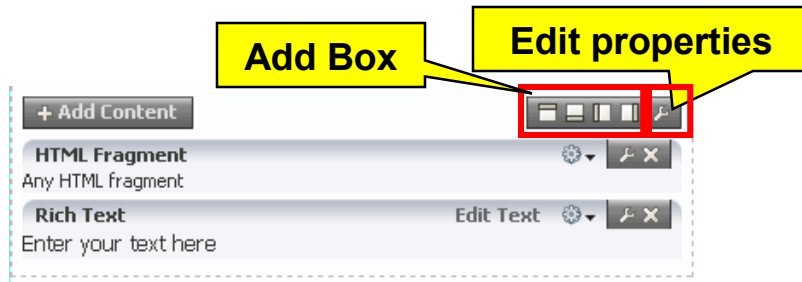 Add Box
Edit properties
+ Add Content
HTML Fragment
Any HTML fragment
Rich Text
Edit Text
Enter your text here